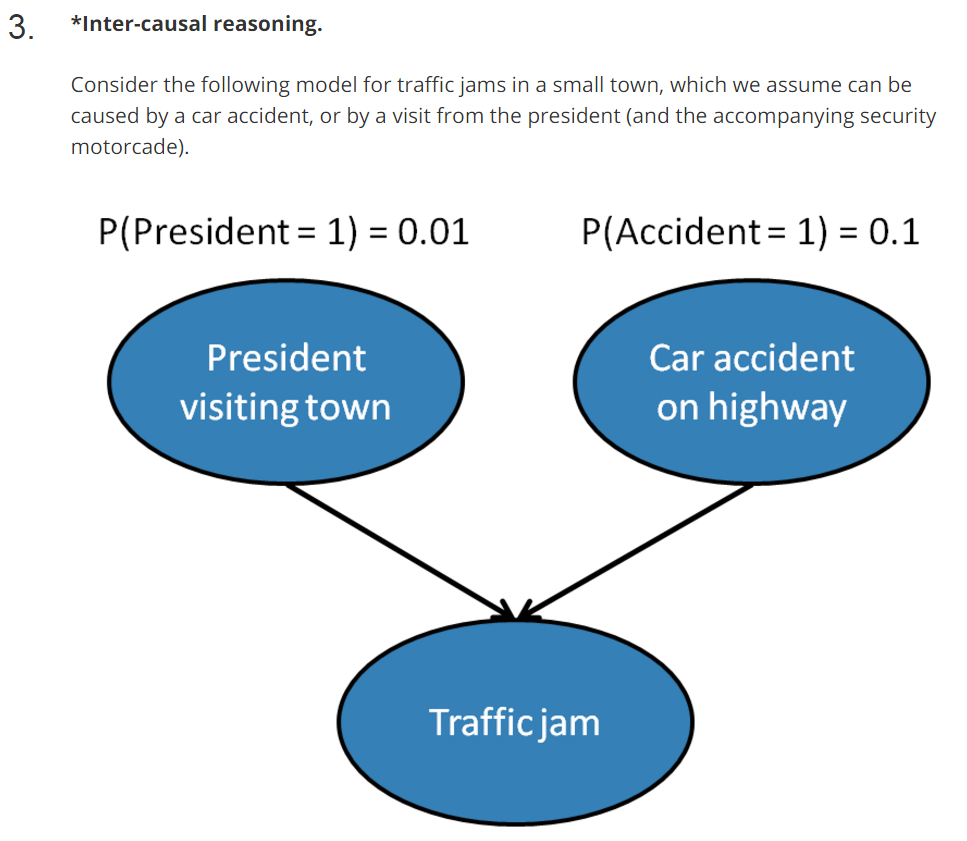 3. *Inter-causal reasoning.
Consider the following model for traffic jams in a small town, which we assume can be
caused by a car accident, or by a visit from the president (and the accompanying security
motorcade).
P(President = 1) = 0.01 P(Accident = 1) = 0.1
President
visiting town
Car accident
on highway
Traffic jam